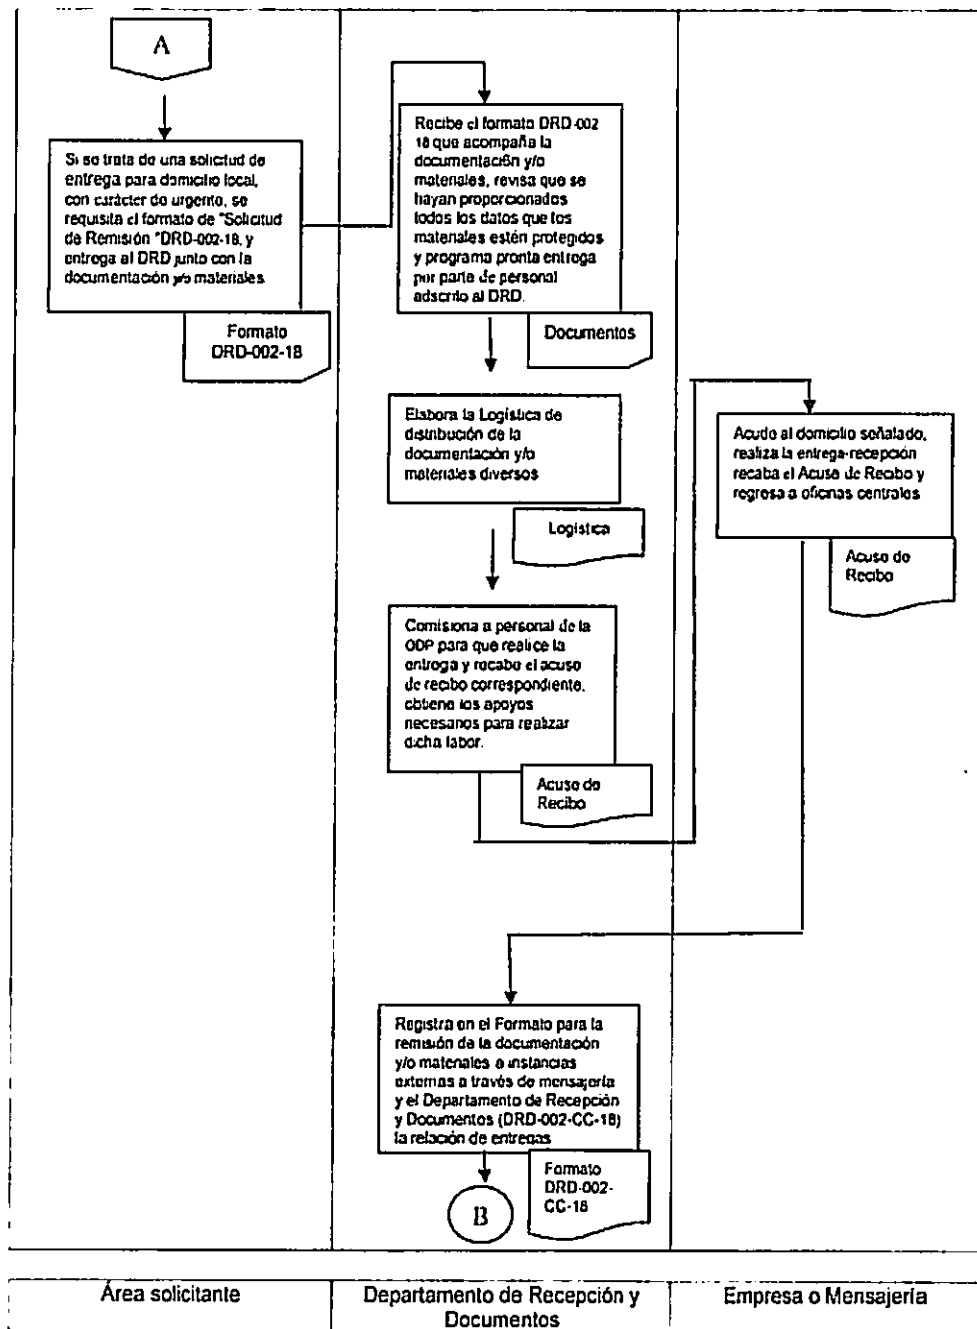 A
Si se trata de una solicitud de
entrega para domicilio local,
con carácter de urgente, se
requisita el formato de "Solicitud
de Remisión "DRD-002-18, y
entrega al DRD junto con la
documentación y/o materiales
Formato
DRD-002-18
Recibe el formato DRD-002
18 que acompaña la
documentación y/o
materiales, revisa que se
hayan proporcionados
todos los datos que los
materiales estén protegidos
y programa pronta entrega
por parte de personal
adscrito al DRD.
Documentos
Elabora la Logística de
distribución de la
documentación y/o
materiales diversos
Logística
Comisiona a personal de la
ODP para que realice la
entrega y recabe el acuse
de recibo correspondiente,
obtiene los apoyos
necesarios para realizar
dicha labor.
Acuse de
Recibo
Acude al domicilio señalado,
realiza la entrega-recepción
recaba el Acuse de Recibo y
regresa a oficinas centrales
Acuse de
Recibo
Registra en el Formato para la
remisión de la documentación
y/o materiales a instancias
externas a través de mensajería
y el Departamento de Recepción
y Documentos (DRD-002-CC-18)
la relación de entregas
Formato
DRD-002-
CC-18
B
Área solicitante
Departamento de Recepción y
Documentos
Empresa o Mensajería